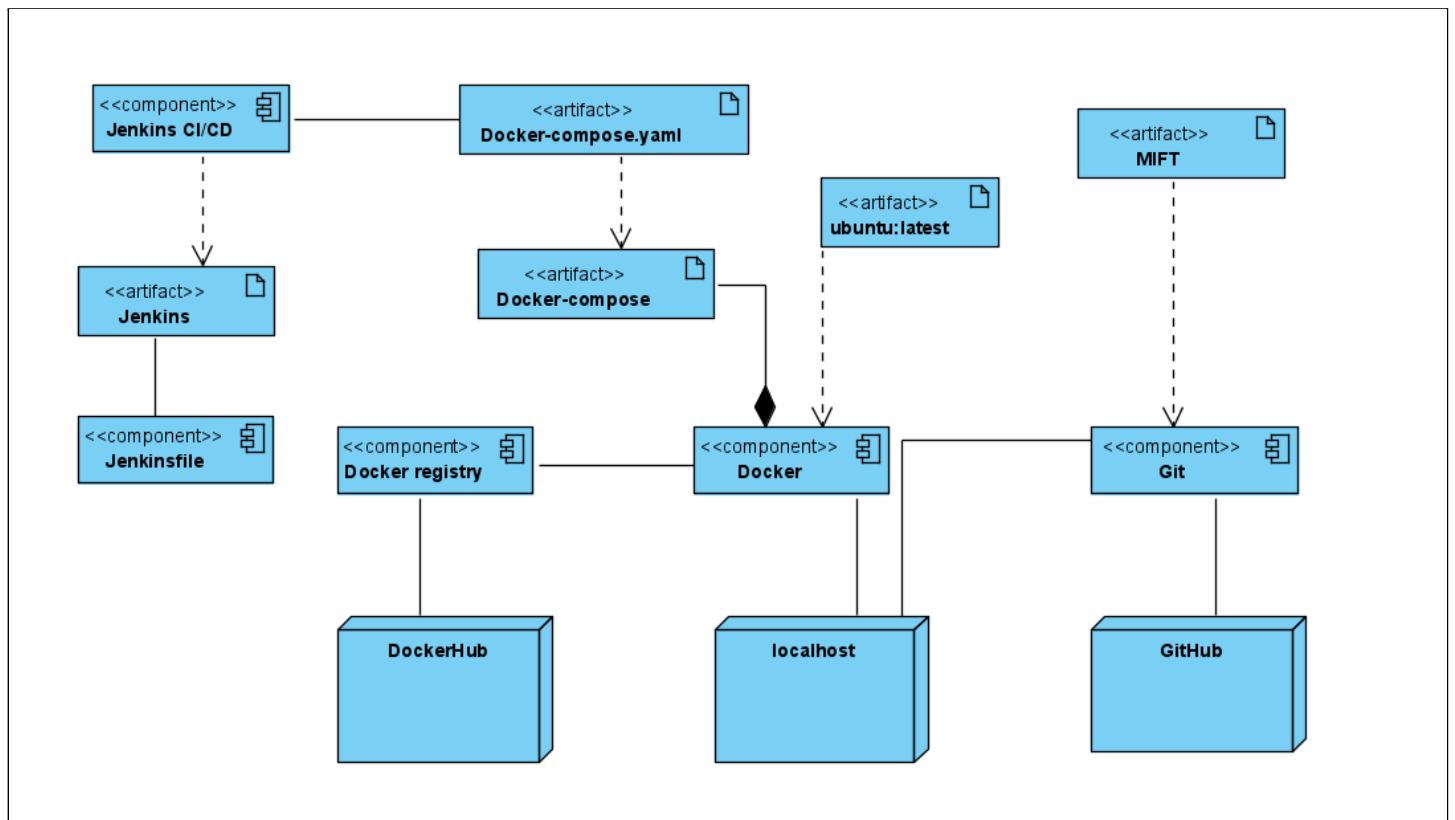 <<component>>
Jenkins CI/CD
<<artifact>>
Docker-compose.yaml
<<artifact>>
MIFT
<<artifact>>
ubuntu:latest
<<artifact>>
Jenkins
<<artifact>>
Docker-compose
<<component>>
Jenkinsfile
<<component>>
Docker registry
<<component>>
Docker
<<component>>
Git
DockerHub
localhost
GitHub